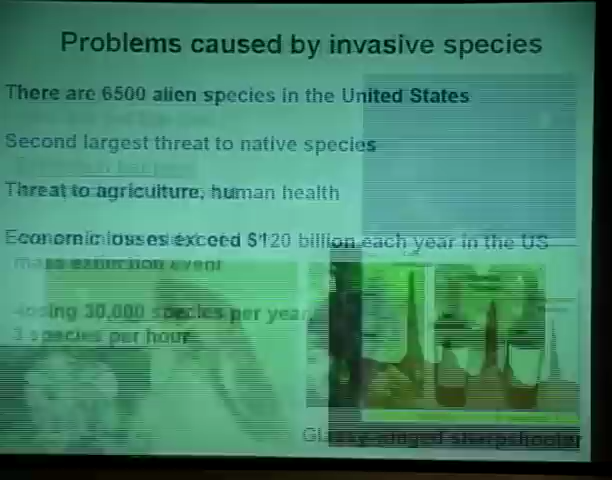 Problems caused by invasive species
There are 6500 alien species in the United States
Second largest threat to native species
Threat to agriculture, human health
Economic losses exceed $120 billion each year in the US
mass extinction event
losing 30,000 species per year
3 species per hour
Glassy-winged sharpshooter